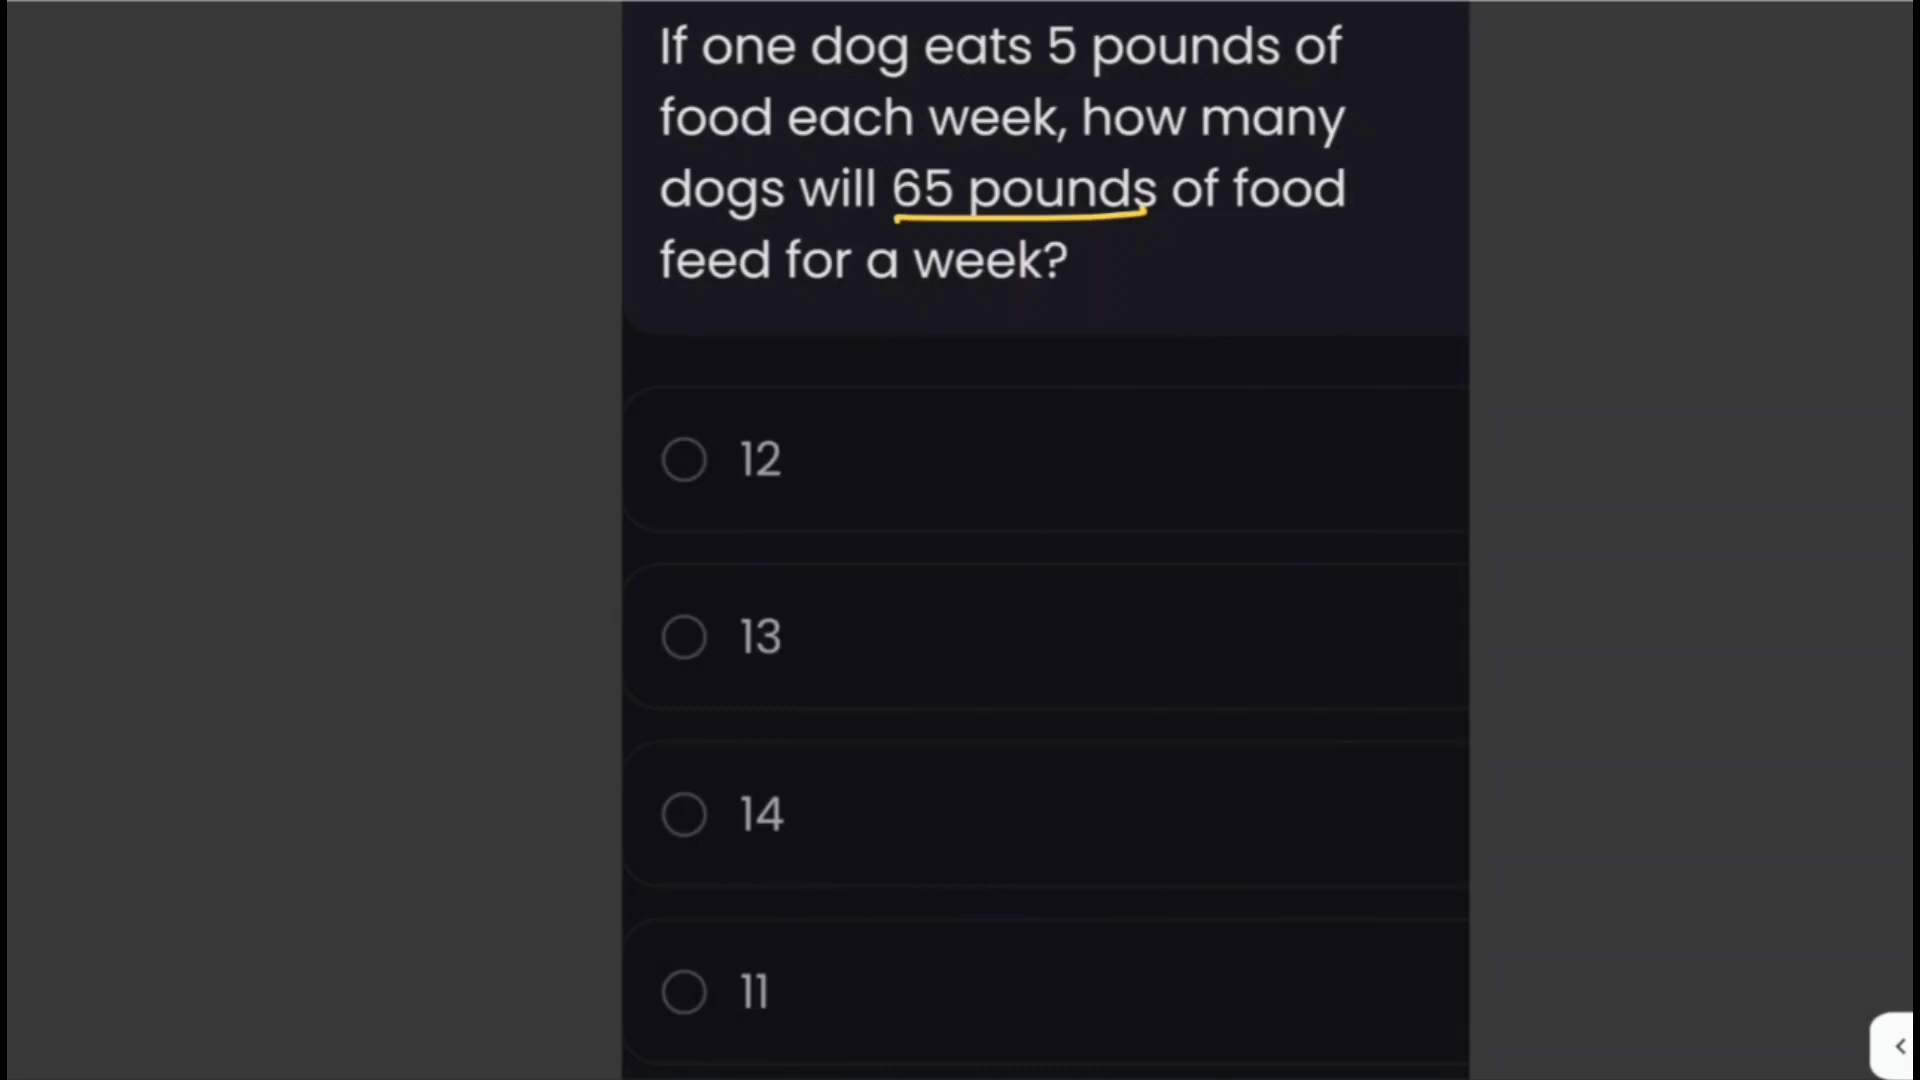 If one dog eats 5 pounds of
food each week, how many
dogs will 65 pounds of food
feed for a week?
12
13
14
11